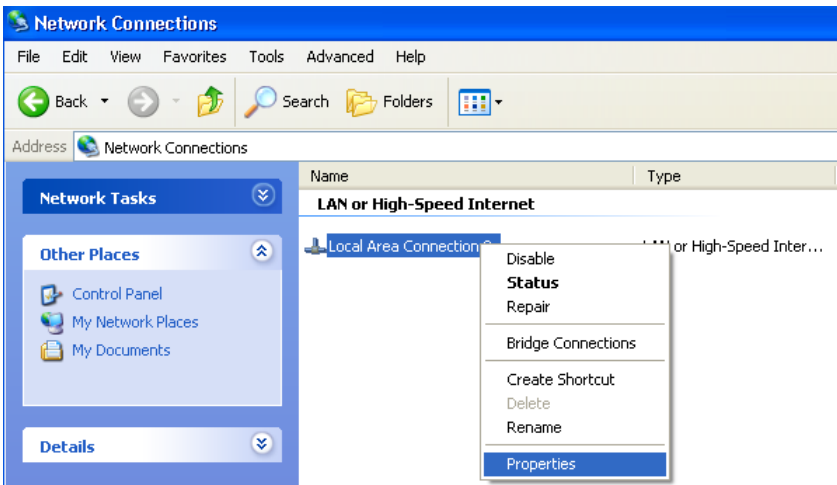 Network Connections
File Edit View Favorites Tools Advanced Help
Back Search Folders
Address Network Connections
Name Type
Network Tasks
LAN or High-Speed Internet
Other Places
Local Area Connection or High-Speed Inter...
Control Panel
My Network Places
My Documents
Details
Disable
Status
Repair
Bridge Connections
Create Shortcut
Delete
Rename
Properties